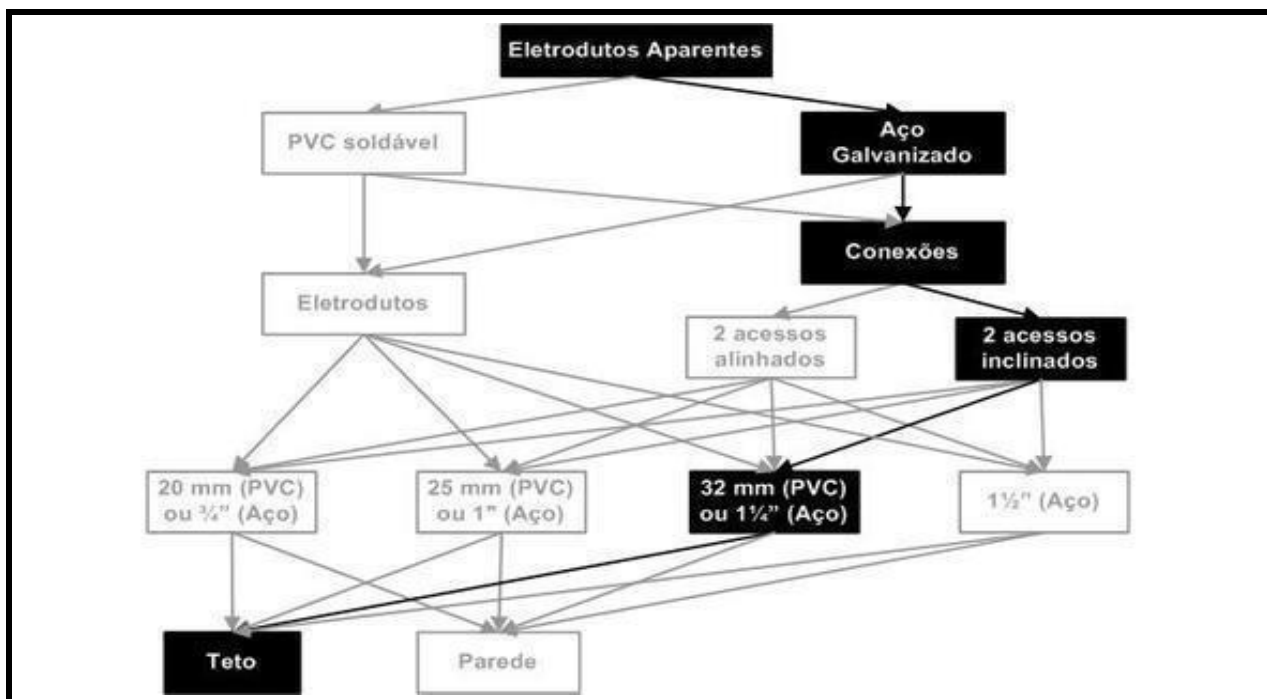 Eletrodutos Aparentes
PVC soldável
Aço
Galvanizado
Conexões
Eletrodutos
2 acessos
alinhados
2 acessos
inclinados
20 mm (PVC)
ou ¾” (Aço)
25 mm (PVC)
ou 1" (Aço)
32 mm (PVC)
ou 1¼” (Aço)
1½” (Aço)
Teto
Parede